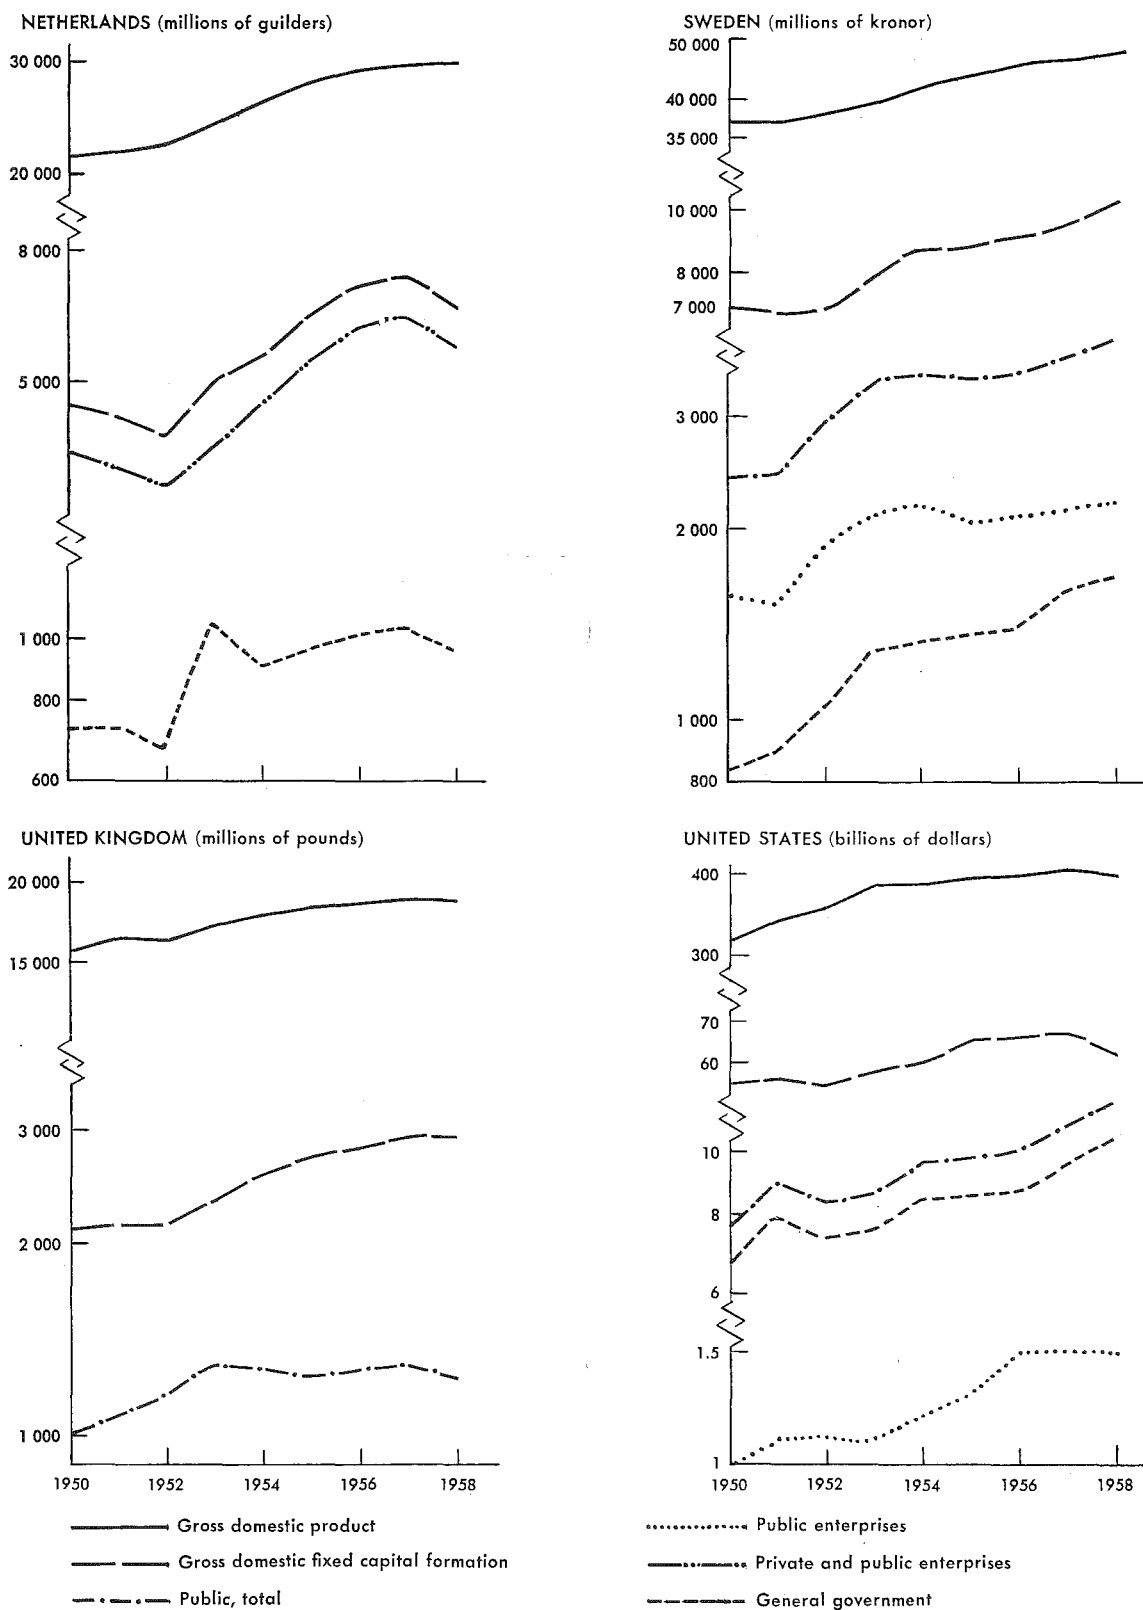 NETHERLANDS (millions of guilders)
30 000
20 000
8 000
5 000
1 000
800
600
SWEDEN (millions of kronor)
50 000
40 000
35 000
10 000
8 000
7 000
3 000
2 000
1 000
800
UNITED KINGDOM (millions of pounds)
20 000
15 000
3 000
2 000
1 000
1950 1952 1954 1956 1958
UNITED STATES (billions of dollars)
400
300
70
60
10
8
6
1.5
1
1950 1952 1954 1956 1958
Gross domestic product
Gross domestic fixed capital formation
Public, total
Public enterprises
Private and public enterprises
General government